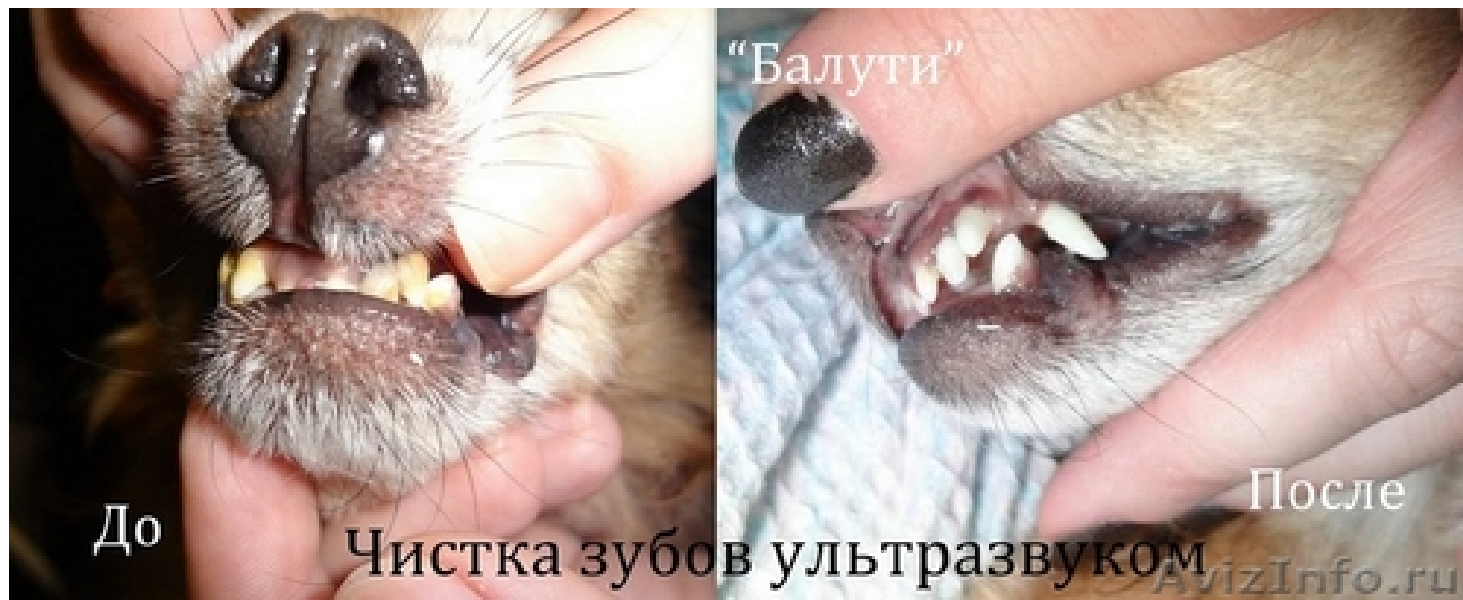 “Балути”
После
До
Чистка зубов ультразвуком
AvizInfo.ru